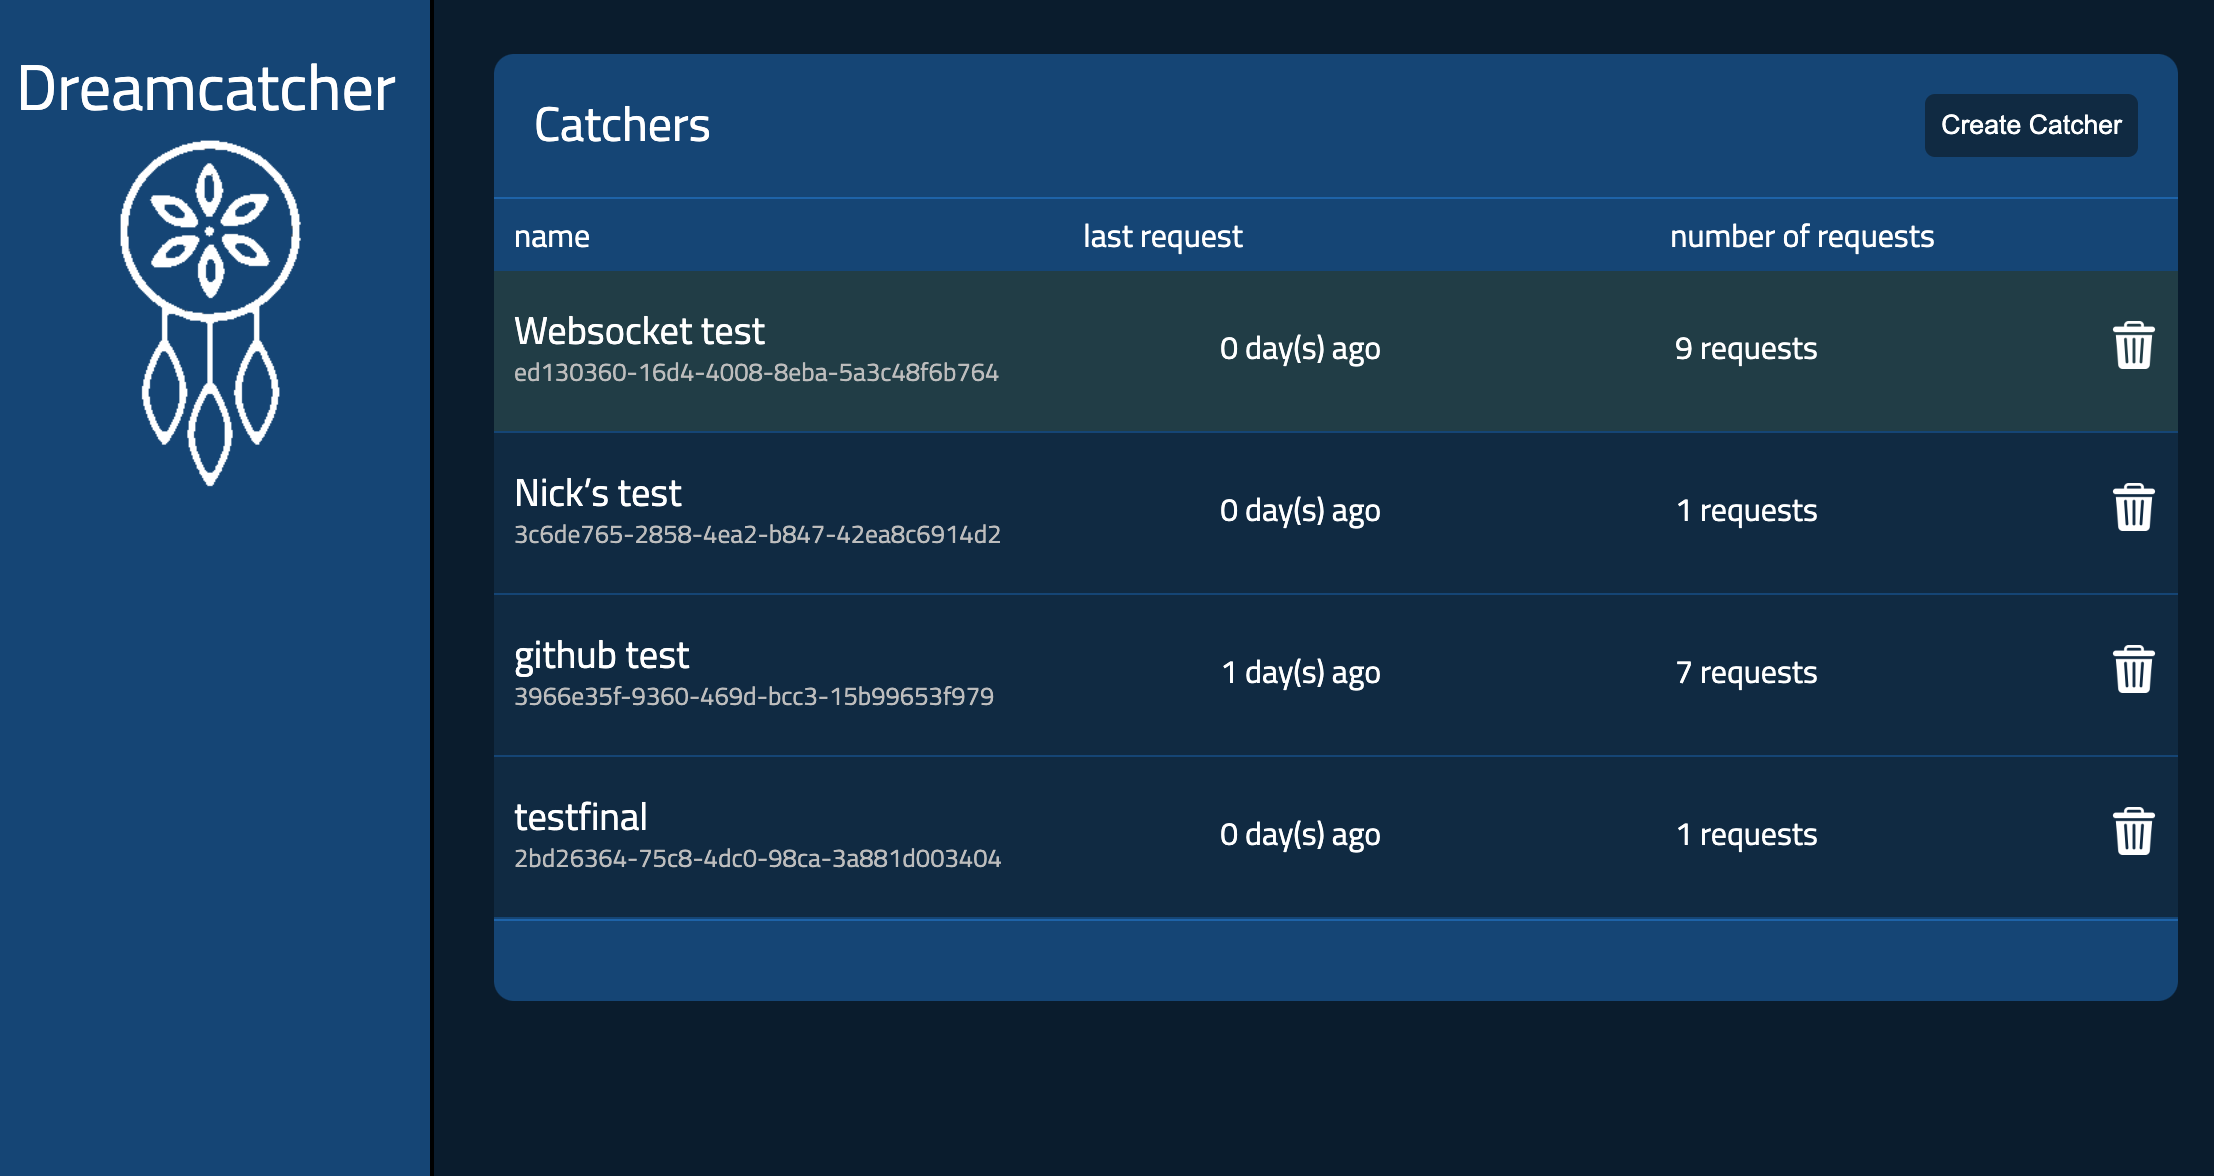 Dreamcatcher
Catchers
Create Catcher
name last request number of requests
Websocket test
ed130360-16d4-4008-8eba-5a3c48f6b764
0 day(s) ago
9 requests
Nick's test
3c6de765-2858-4ea2-b847-42ea8c6914d2
0 day(s) ago
1 requests
github test
3966e35f-9360-469d-bcc3-15b99653f979
1 day(s) ago
7 requests
testfinal
2bd26364-75c8-4dc0-98ca-3a881d003404
0 day(s) ago
1 requests